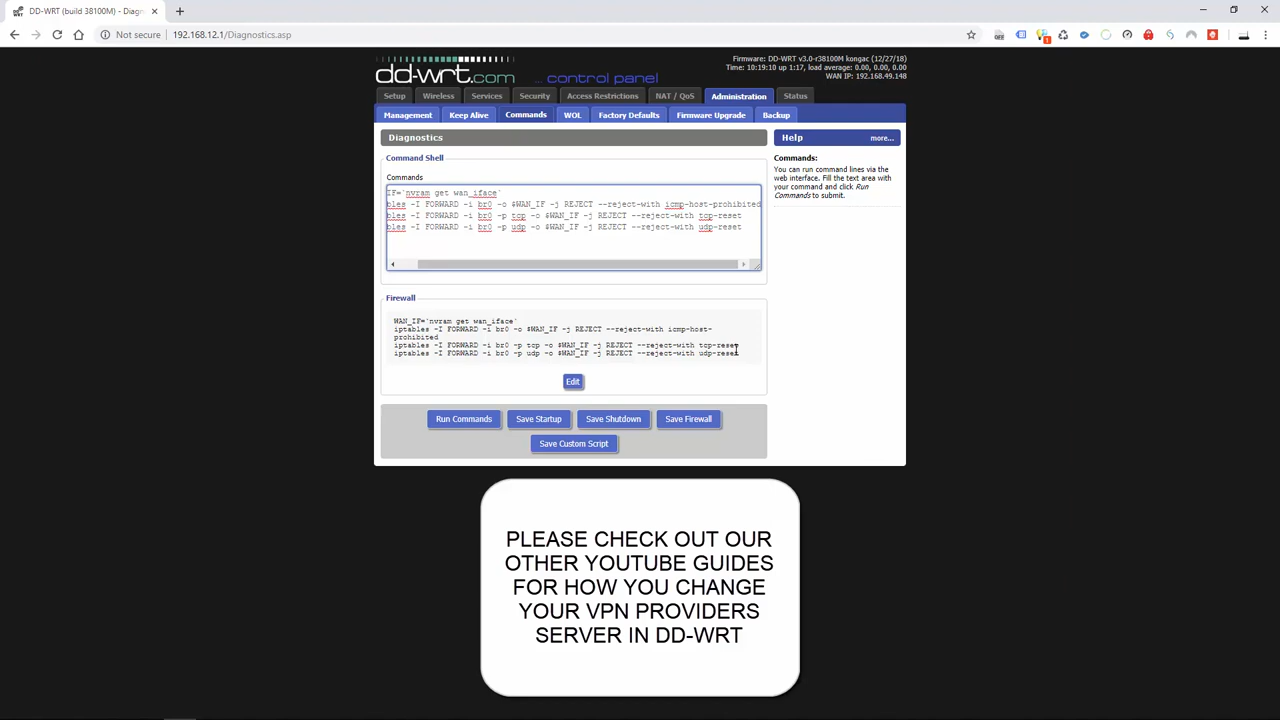 DD-WRT (build 38100M) - Diagn
Not secure
192.168.12.1/Diagnostics.asp
1
Firmware: DD-WRT v3.0-r38100M kongac (12/27/18)
Time: 10:19:10 up 1:17, load average: 0.00, 0.00, 0.00
WAN IP: 192.168.49.148
dd-wrt.com ... control panel
Setup Wireless Services Security Access Restrictions NAT / QoS Administration Status
Management Keep Alive Commands WOL Factory Defaults Firmware Upgrade Backup
Diagnostics
Command Shell
Commands
IF=`nvram get wan_iface`
bles -I FORWARD -i br0 -o $WAN_IF -j REJECT --reject-with icmp-host-prohibited
bles -I FORWARD -i br0 -p tcp -o $WAN_IF -j REJECT --reject-with tcp-reset
bles -I FORWARD -i br0 -p udp -o $WAN_IF -j REJECT --reject-with udp-reset
Firewall
WAN_IF=`nvram get wan_iface`
iptables -I FORWARD -i br0 -o $WAN_IF -j REJECT --reject-with icmp-host-
prohibited
iptables -I FORWARD -i br0 -p tcp -o $WAN_IF -j REJECT --reject-with tcp-reset
iptables -I FORWARD -i br0 -p udp -o $WAN_IF -j REJECT --reject-with udp-reset
Edit
Run Commands Save Startup Save Shutdown Save Firewall
Save Custom Script
Help more...
Commands:
You can run command lines via the
web interface. Fill the text area with
your command and click Run
Commands to submit.
PLEASE CHECK OUT OUR
OTHER YOUTUBE GUIDES
FOR HOW YOU CHANGE
YOUR VPN PROVIDERS
SERVER IN DD-WRT